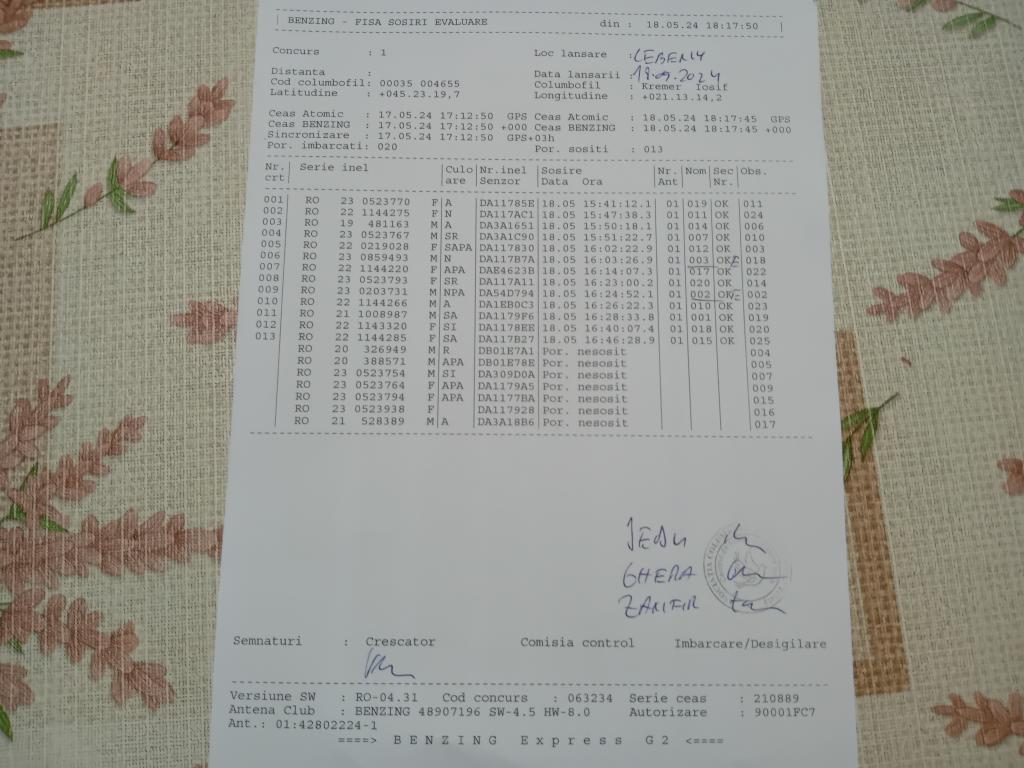 BENZING - FISA SOSIRI EVALUARE din : 18.05.24 18:17:50
Concurs : 1 Loc lansare : LEBENY
Distanta : Data lansarii :
Cod columbofil: 00035 004655 Columbofil : Kremer Iosif
Latitudine : +045.23.19,7 Longitudine : +021.13.14,2
Ceas Atomic : 17.05.24 17:12:50 GPS Ceas Atomic : 18.05.24 18:17:45 GPS
Ceas BENZING : 17.05.24 17:12:50 +000 Ceas BENZING : 18.05.24 18:17:45 +000
Sincronizare : 17.05.24 17:12:50 GPS+03h
Por. imbarcati: 020 Por. sositi : 013
Nr. Serie inel Culo Nr.inel Sosire Nr. Nom Sec Obs.
crt are Senzor Data Ora Ant Nr.
001 RO 23 0523770 F A DA11785E 18.05 15:41:12.1 01 019 OK 011
002 RO 22 1144275 F N DA117AC1 18.05 15:47:38.3 01 011 OK 024
003 RO 19 481163 M A DA3A1651 18.05 15:50:18.1 01 014 OK 006
004 RO 23 0523767 M SR DA3A1C90 18.05 15:51:22.7 01 007 OK 010
005 RO 22 0219028 F SAPA DA117830 18.05 16:02:22.9 01 012 OK 003
006 RO 23 0859493 M N DA117B7A 18.05 16:03:26.9 01 003 OK 018
007 RO 22 1144220 F APA DAE4623B 18.05 16:14:07.3 01 017 OK 022
008 RO 23 0523793 F SR DA117A11 18.05 16:23:00.2 01 020 OK 014
009 RO 23 0203731 M NPA DA54D794 18.05 16:24:52.1 01 002 OK 002
010 RO 22 1144266 M A DA1EB0C3 18.05 16:26:22.3 01 010 OK 023
011 RO 21 1008987 M SA DA1179F6 18.05 16:28:33.8 01 001 OK 019
012 RO 22 1143320 F SI DA1178EE 18.05 16:40:07.4 01 018 OK 020
013 RO 22 1144285 F SA DA117B27 18.05 16:46:28.9 01 015 OK 025
RO 20 326949 M R DB01E7A1 Por. nesosit 004
RO 20 388571 M APA DB01E78E Por. nesosit 005
RO 23 0523754 M SI DA309D0A Por. nesosit 007
RO 23 0523764 F APA DA1179A5 Por. nesosit 009
RO 23 0523794 F APA DA1177BA Por. nesosit 015
RO 23 0523938 F DA117928 Por. nesosit 016
RO 21 528389 M A DA3A18B6 Por. nesosit 017
GHERA
ZAMFIR
Semnaturi : Crescator Comisia control Imbarcare/Desigilare
Versiune SW : RO-04.31 Cod concurs : 063234 Serie ceas : 210889
Antena Club : BENZING 48907196 SW-4.5 HW-8.0 Autorizare : 90001FC7
Ant.: 01:42802224-1
====> BENZING Express G2 <====